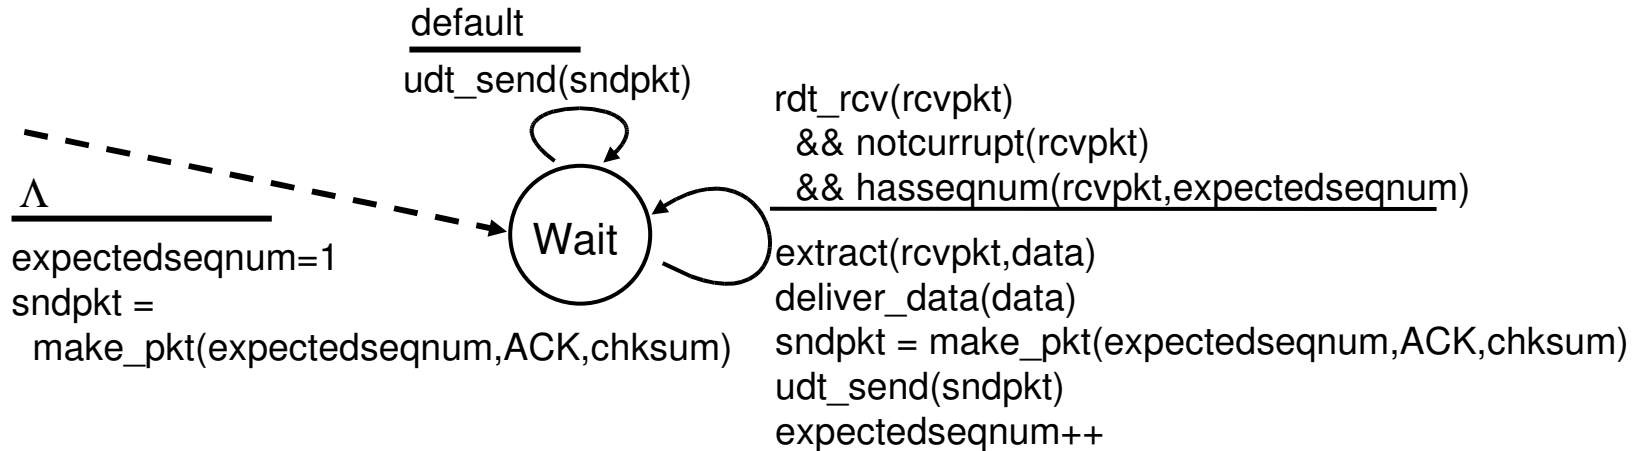 default
udt_send(sndpkt)
rdt_rcv(rcvpkt)
&& notcurrupt(rcvpkt)
&& hasseqnum(rcvpkt,expectedseqnum)
Λ
Wait
expectedseqnum=1
sndpkt =
make_pkt(expectedseqnum,ACK,chksum)
extract(rcvpkt,data)
deliver_data(data)
sndpkt = make_pkt(expectedseqnum,ACK,chksum)
udt_send(sndpkt)
expectedseqnum++